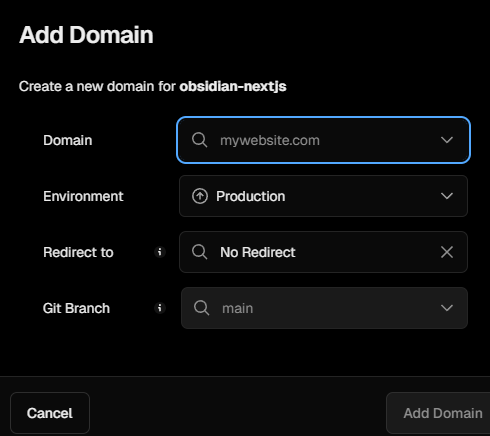 Add Domain
Create a new domain for obsidian-nextjs
Domain
mywebsite.com
Environment
Production
Redirect to
No Redirect
Git Branch
main
Cancel
Add Domain